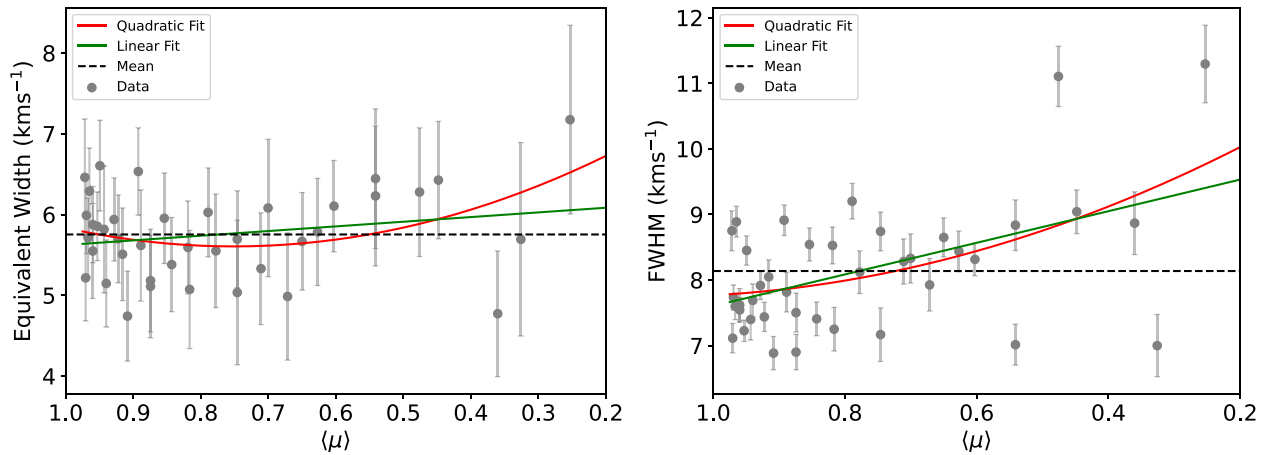 Quadratic Fit
Linear Fit
Mean
Data
Equivalent Width (kms⁻¹)
8
7
6
5
4
1.0 0.9 0.8 0.7 0.6 0.5 0.4 0.3 0.2
⟨μ⟩
Quadratic Fit
Linear Fit
Mean
Data
FWHM (kms⁻¹)
12
11
10
9
8
7
1.0 0.8 0.6 0.4 0.2
⟨μ⟩